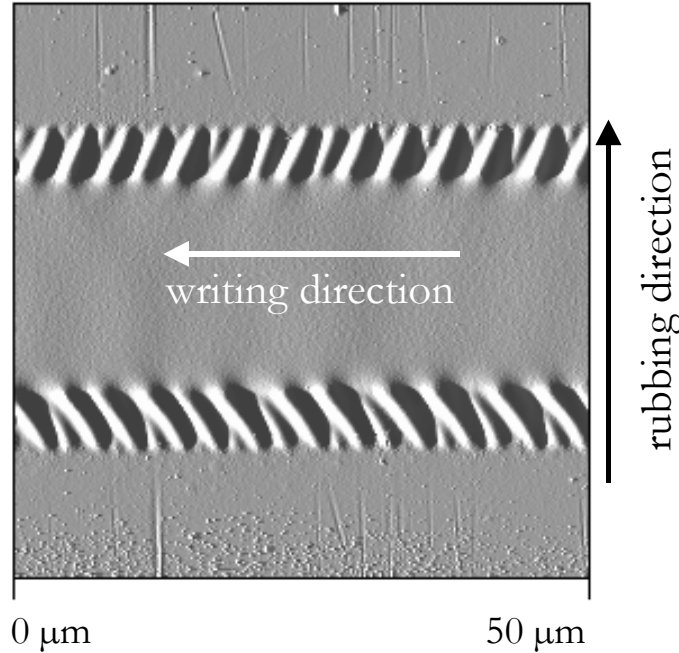 writing direction
rubbing direction
0 µm
50 µm